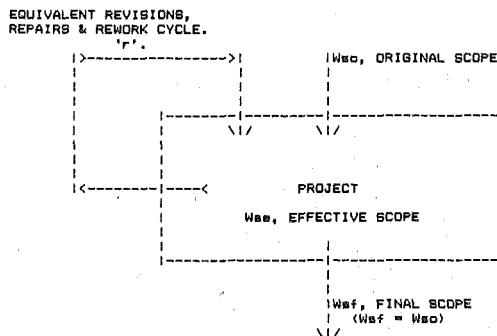 EQUIVALENT REVISIONS,
REPAIRS & REWORK CYCLE.
'r'.
Wso, ORIGINAL SCOPE
PROJECT
Wse, EFFECTIVE SCOPE
Wsf, FINAL SCOPE
(Wsf = Wso)